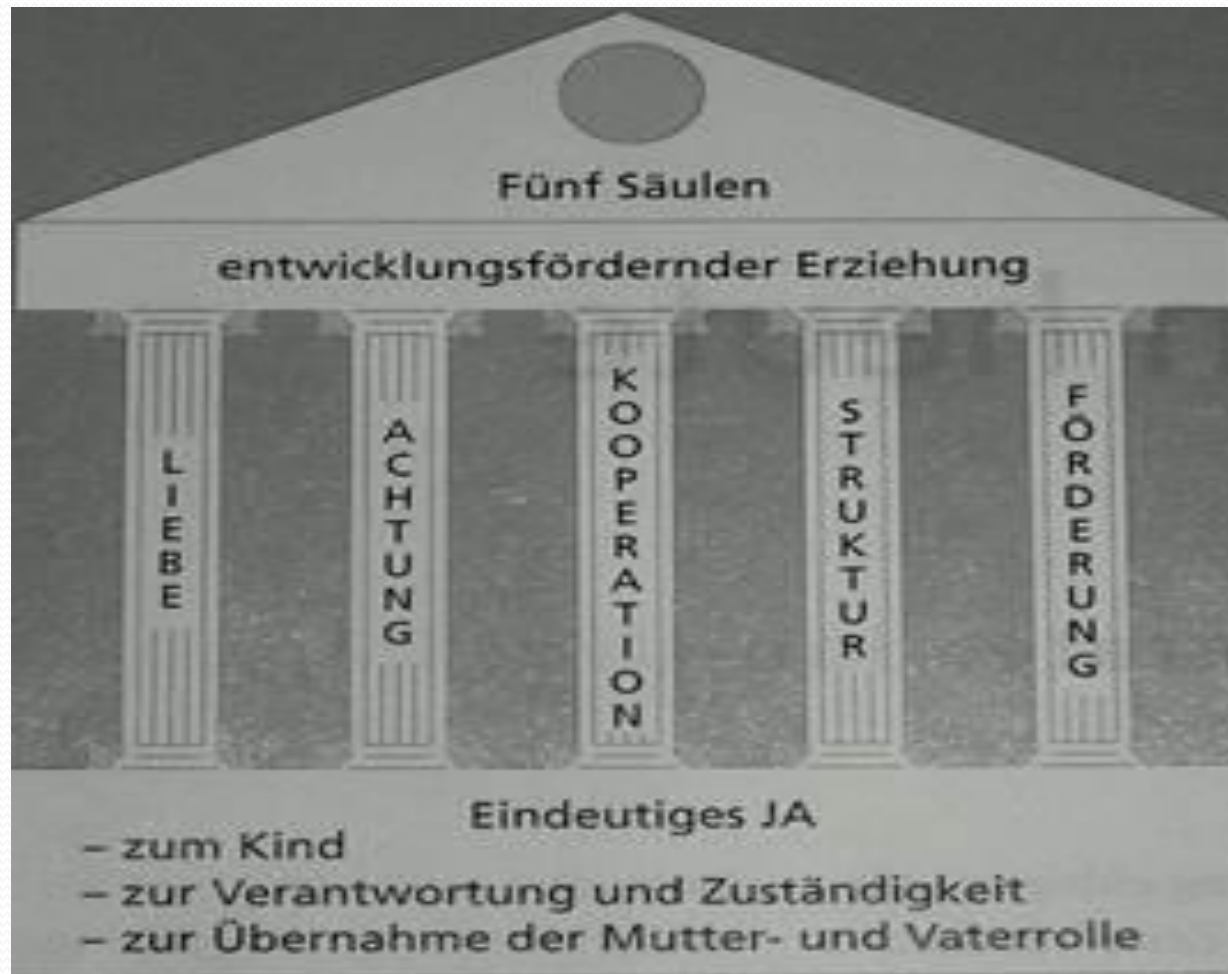 Fünf Säulen
entwicklungsfördernder Erziehung
LIEBE
ACHTUNG
KOOPERATION
STRUKTUR
FÖRDERUNG
Eindeutiges JA
– zum Kind
– zur Verantwortung und Zuständigkeit
– zur Übernahme der Mutter- und Vaterrolle